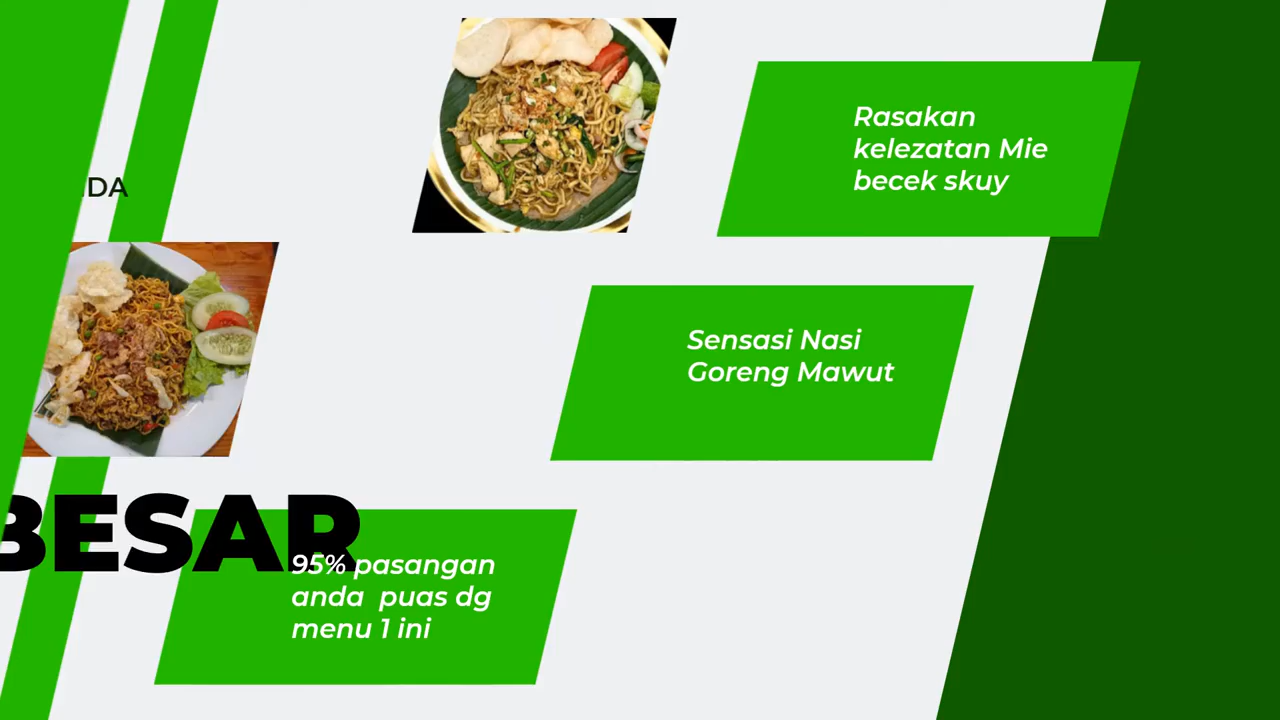 Rasakan
kelezatan Mie
becek skuy
Sensasi Nasi
Goreng Mawut
BESAR
95% pasangan
anda  puas dg
menu 1 ini